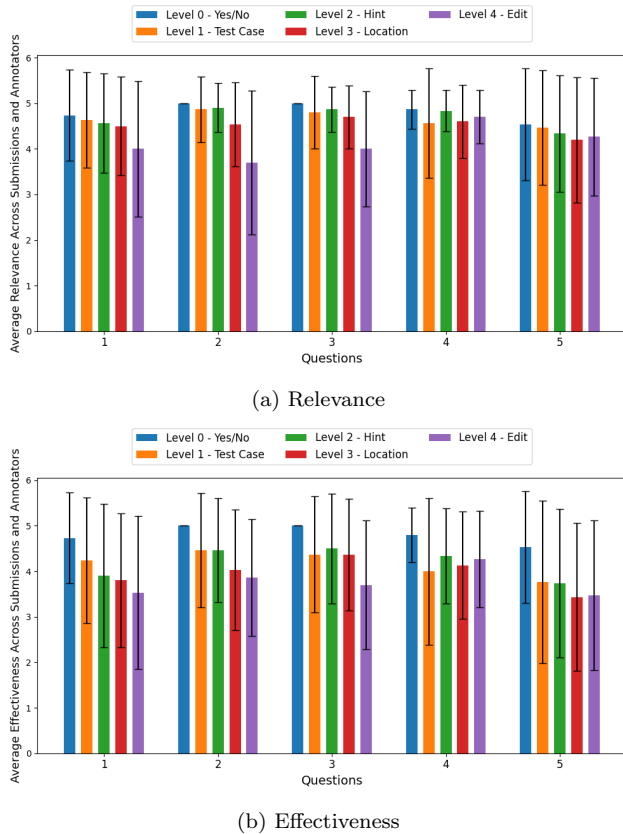 Level 0 - Yes/No Level 2 - Hint Level 4 - Edit
Level 1 - Test Case Level 3 - Location
Average Relevance Across Submissions and Annotators
6
5
4
3
2
1
0
1 2 3 4 5
Questions
(a) Relevance
Level 0 - Yes/No Level 2 - Hint Level 4 - Edit
Level 1 - Test Case Level 3 - Location
Average Effectiveness Across Submissions and Annotators
6
5
4
3
2
1
0
1 2 3 4 5
Questions
(b) Effectiveness